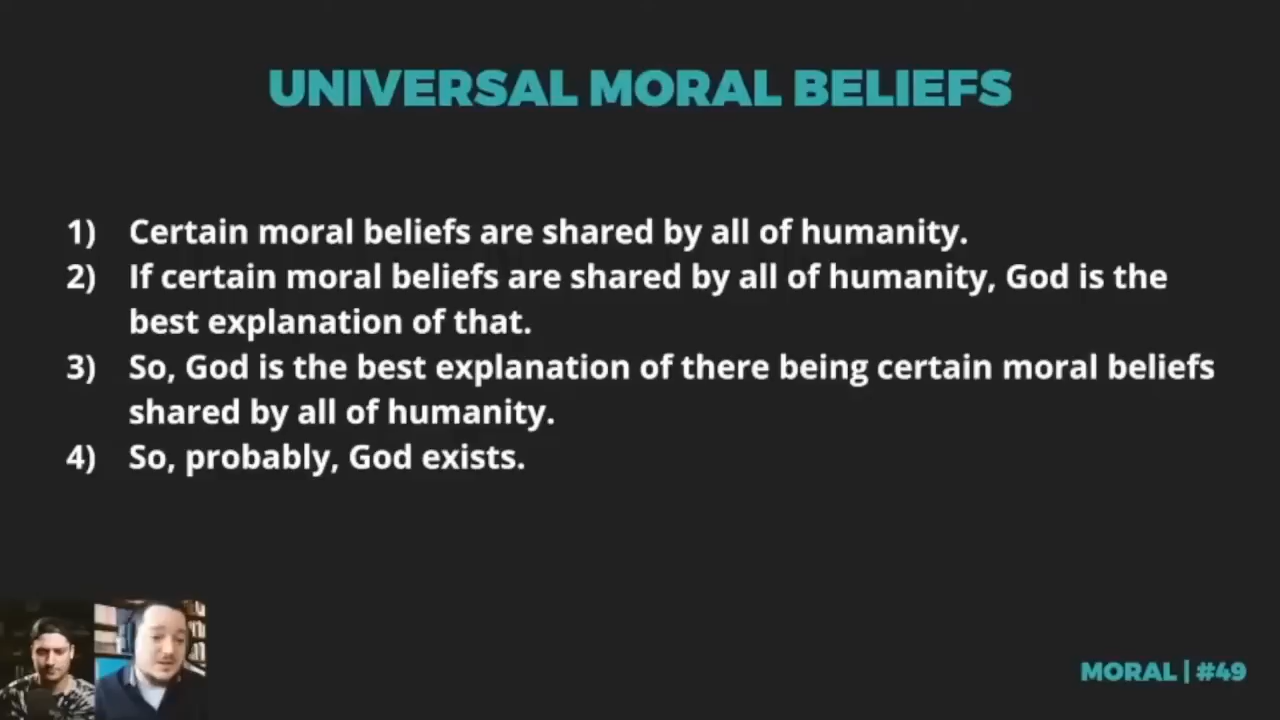 UNIVERSAL MORAL BELIEFS
1) Certain moral beliefs are shared by all of humanity.
2) If certain moral beliefs are shared by all of humanity, God is the
best explanation of that.
3) So, God is the best explanation of there being certain moral beliefs
shared by all of humanity.
4) So, probably, God exists.
MORAL | #49